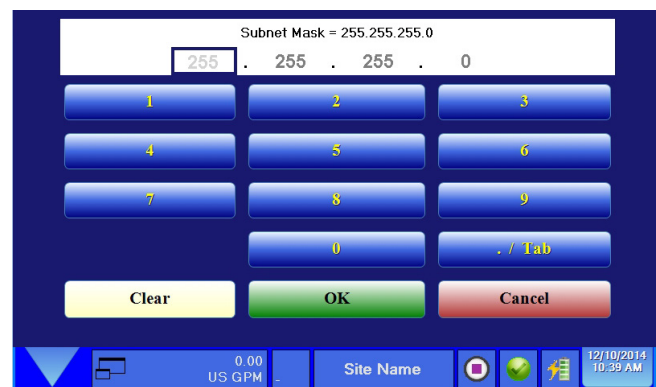 Subnet Mask = 255.255.255.0
255 . 255 . 255 . 0
1 2 3
4 5 6
7 8 9
0 . / Tab
Clear OK Cancel
0.00
US GPM -
Site Name
12/10/2014
10:39 AM